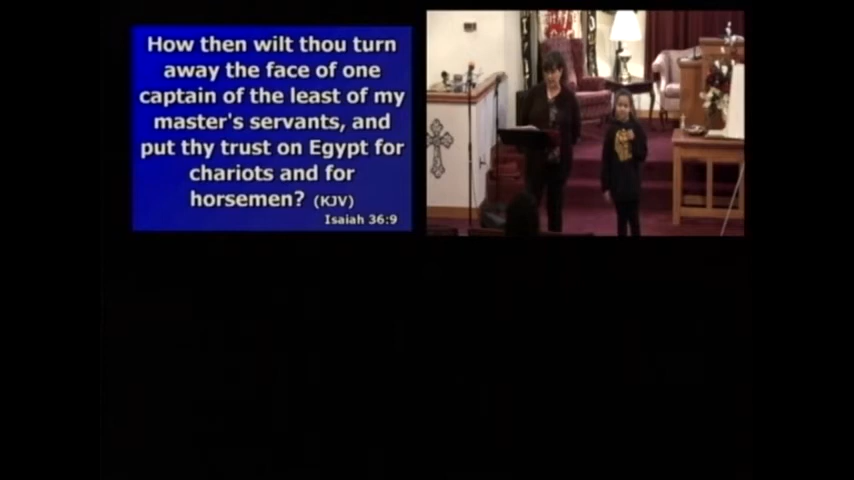 How then wilt thou turn
away the face of one
captain of the least of my
master's servants, and
put thy trust on Egypt for
chariots and for
horsemen? (KJV)
Isaiah 36:9